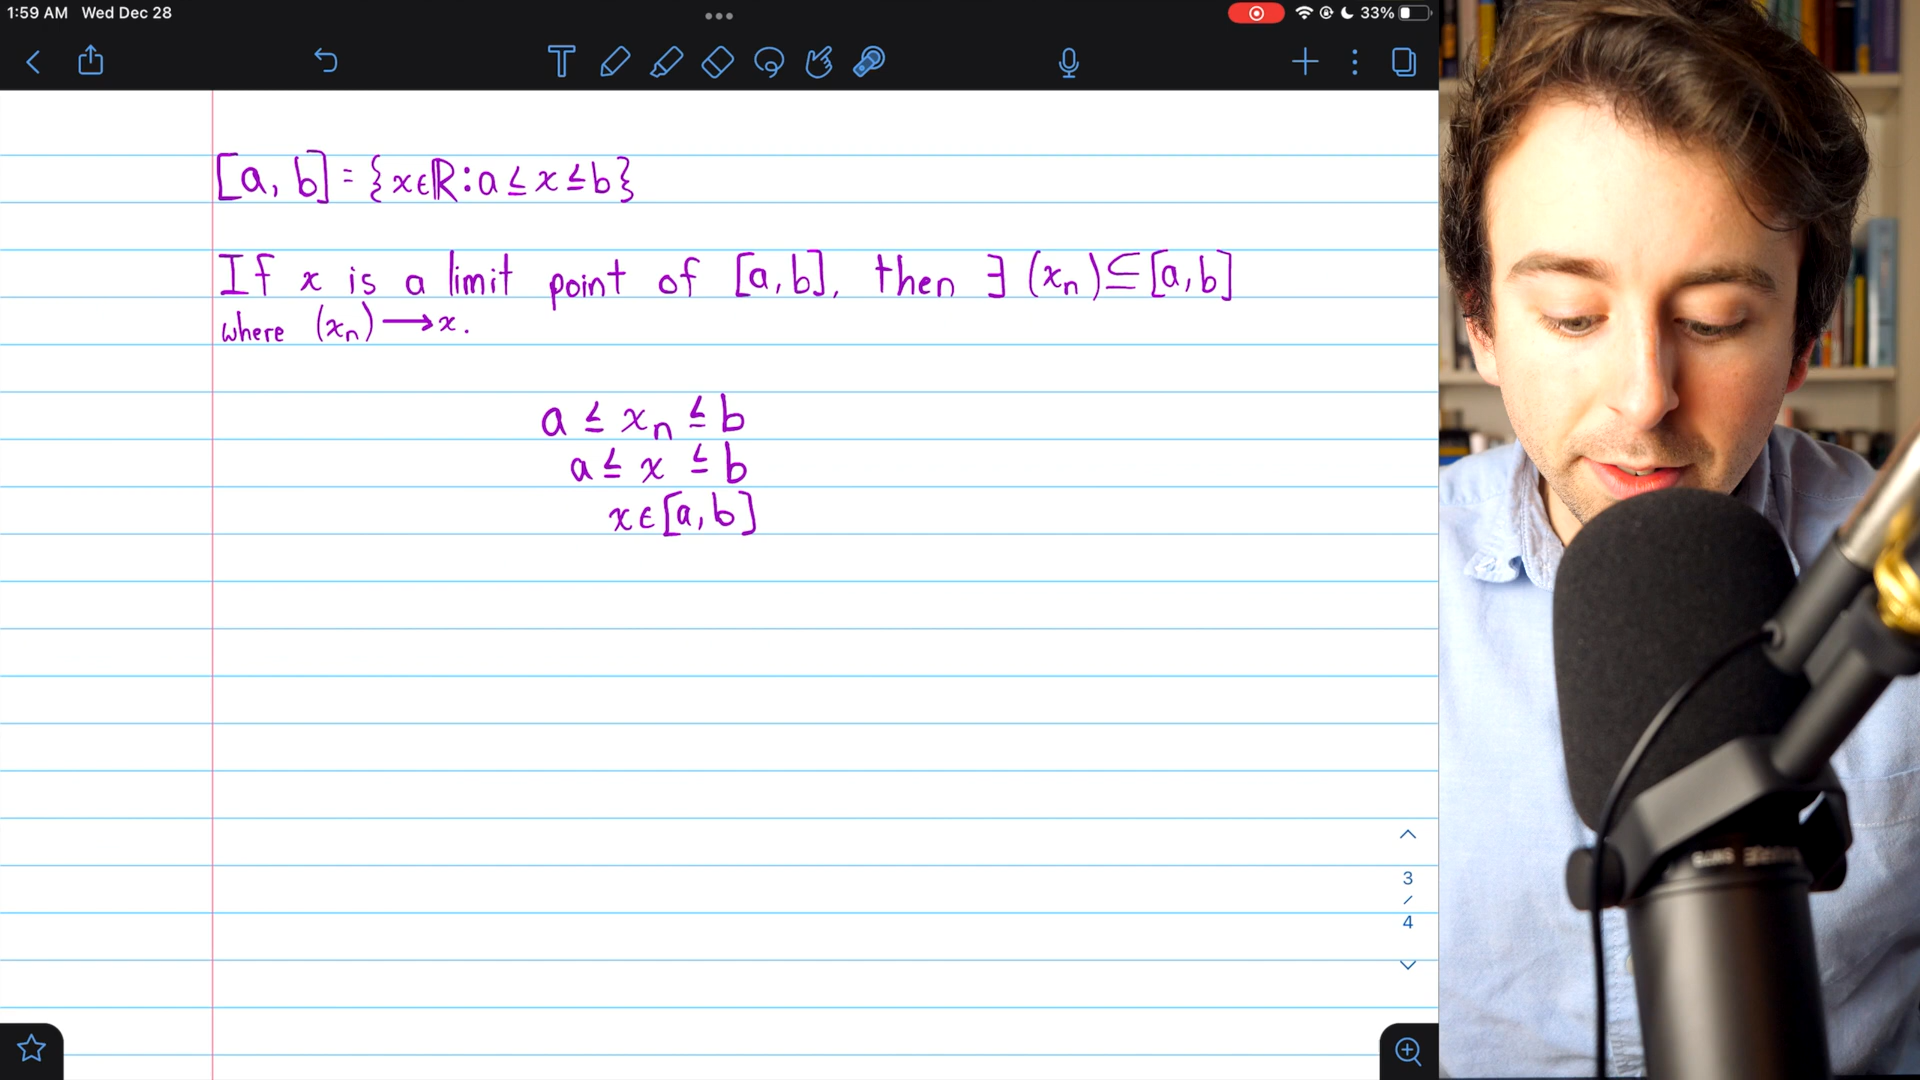 1:59 AM Wed Dec 28
33%
[a, b] = {x∈ℝ: a ≤ x ≤ b}
If x is a limit point of [a, b], then ∃ (xₙ) ⊆ [a, b]
where (xₙ) ⟶ x.
a ≤ xₙ ≤ b
a ≤ x ≤ b
x ∈ [a, b]
3
/
4